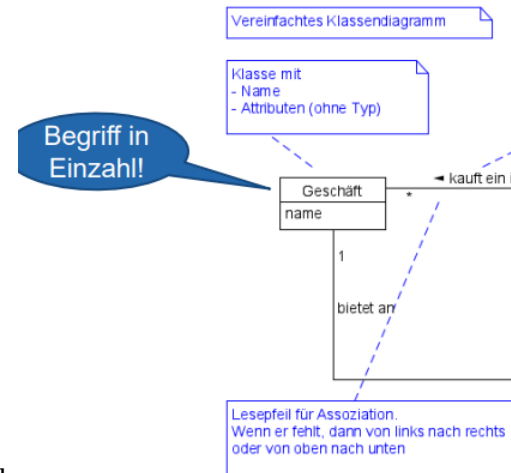 Vereinfachtes Klassendiagramm
Klasse mit
- Name
- Attributen (ohne Typ)
Begriff in
Einzahl!
Geschäft
name
◄ kauft ein
*
1
bietet an
Lesepfeil für Assoziation.
Wenn er fehlt, dann von links nach rechts
oder von oben nach unten